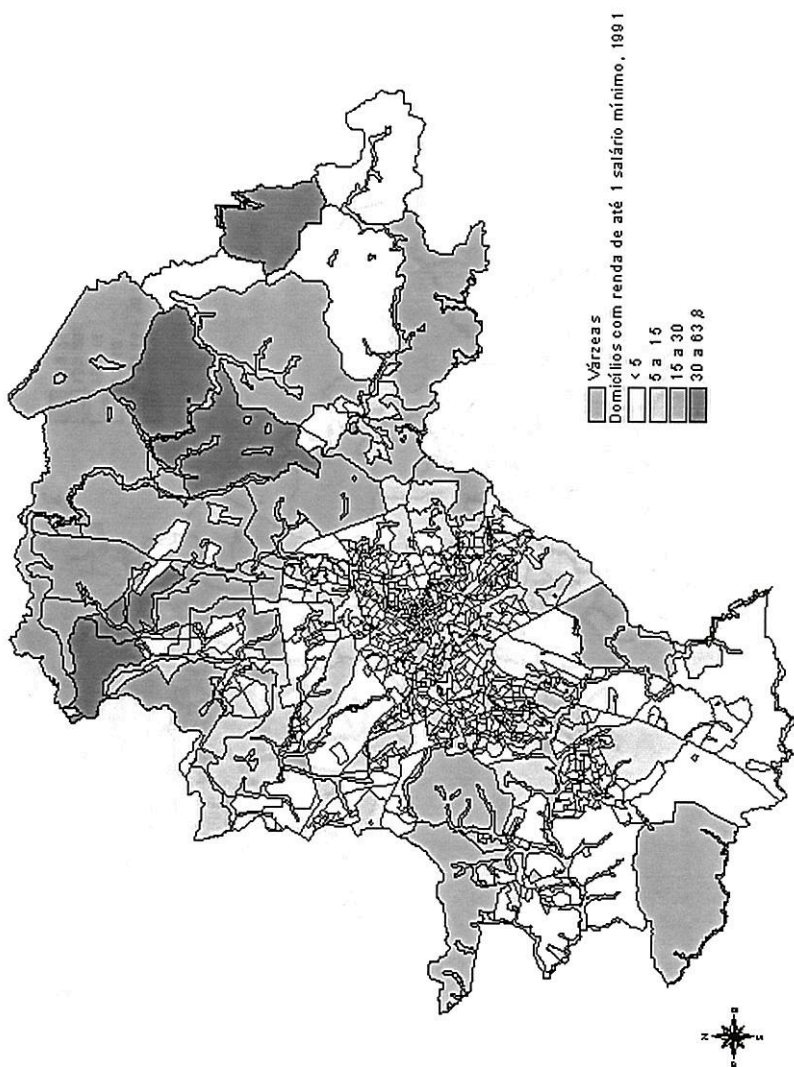 Várzeas
Domicílios com renda de até 1 salário mínimo, 1991
< 5
5 a 15
15 a 30
30 a 63,8
N
S